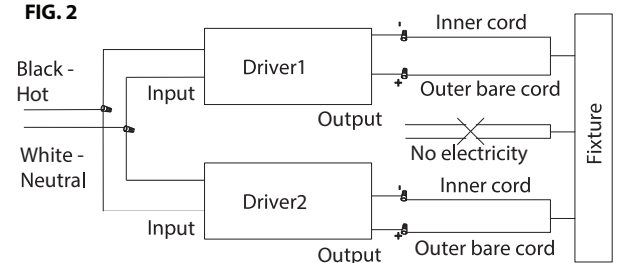 FIG. 2
Inner cord
Black -
Hot
Driver1
Input
Outer bare cord
Output
Fixture
White -
Neutral
No electricity
Inner cord
Driver2
Input
Outer bare cord
Output
-
+
-
+